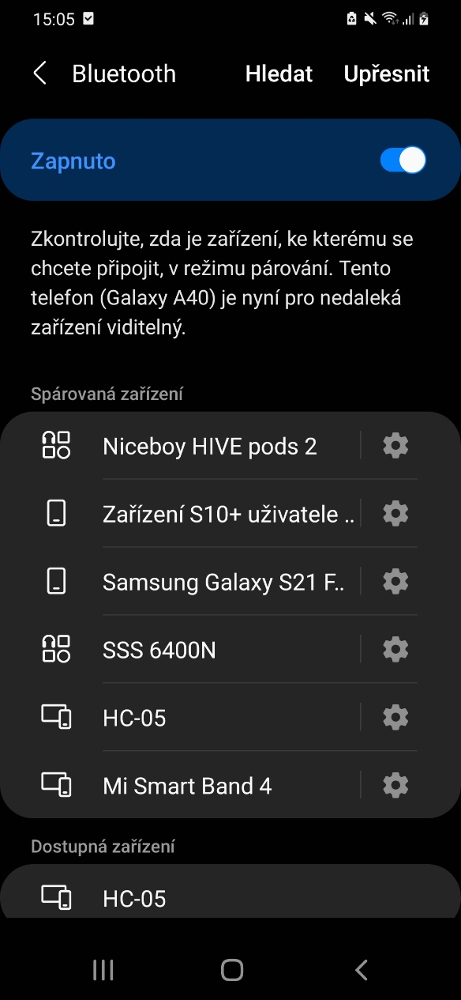 15:05
Bluetooth Hledat Upřesnit
Zapnuto
Zkontrolujte, zda je zařízení, ke kterému se
chcete připojit, v režimu párování. Tento
telefon (Galaxy A40) je nyní pro nedaleká
zařízení viditelný.
Spárovaná zařízení
Niceboy HIVE pods 2
Zařízení S10+ uživatele ..
Samsung Galaxy S21 F..
SSS 6400N
HC-05
Mi Smart Band 4
Dostupná zařízení
HC-05